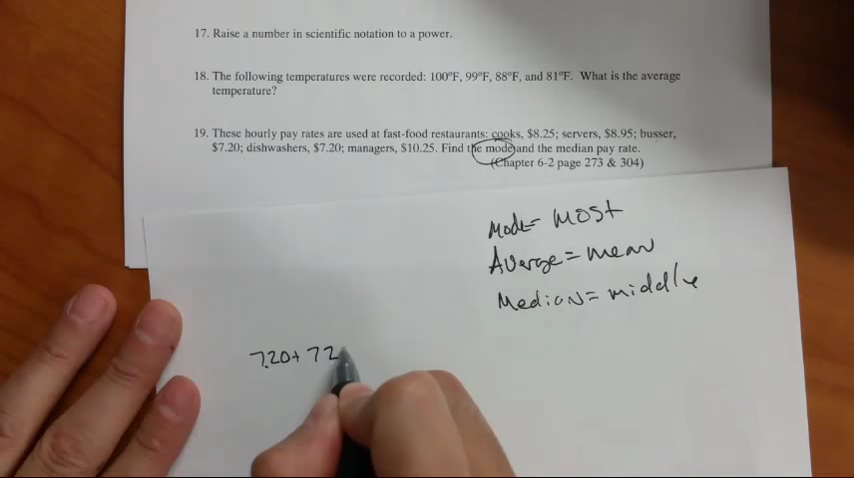 17. Raise a number in scientific notation to a power.
18. The following temperatures were recorded: 100°F, 99°F, 88°F, and 81°F. What is the average
temperature?
19. These hourly pay rates are used at fast-food restaurants: cooks, $8.25; servers, $8.95; busser,
$7.20; dishwashers, $7.20; managers, $10.25. Find the mode and the median pay rate.
(Chapter 6-2 page 273 & 304)
Mode= most
Averge = mean
Median = middle
7.20+ 72